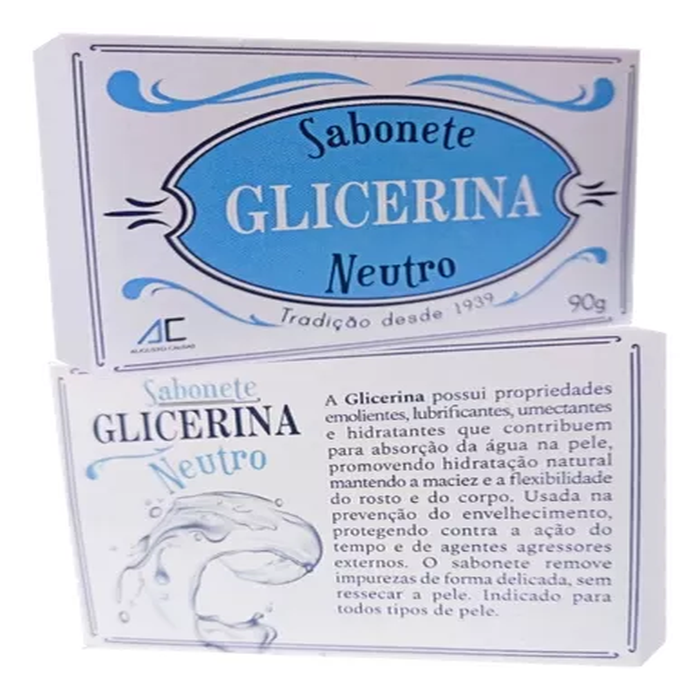 Sabonete
GLICERINA
Neutro
Tradição desde 1939
90g
AC
AUGUSTO CALDAS
Sabonete
GLICERINA
Neutro
A Glicerina possui propriedades
emolientes, lubrificantes, umectantes
e hidratantes que contribuem
para absorção da água na pele,
promovendo hidratação natural
mantendo a maciez e a flexibilidade
do rosto e do corpo. Usada na
prevenção do envelhecimento,
protegendo contra a ação do
tempo e de agentes agressores
externos. O sabonete remove
impurezas de forma delicada, sem
ressecar a pele. Indicado para
todos tipos de pele.